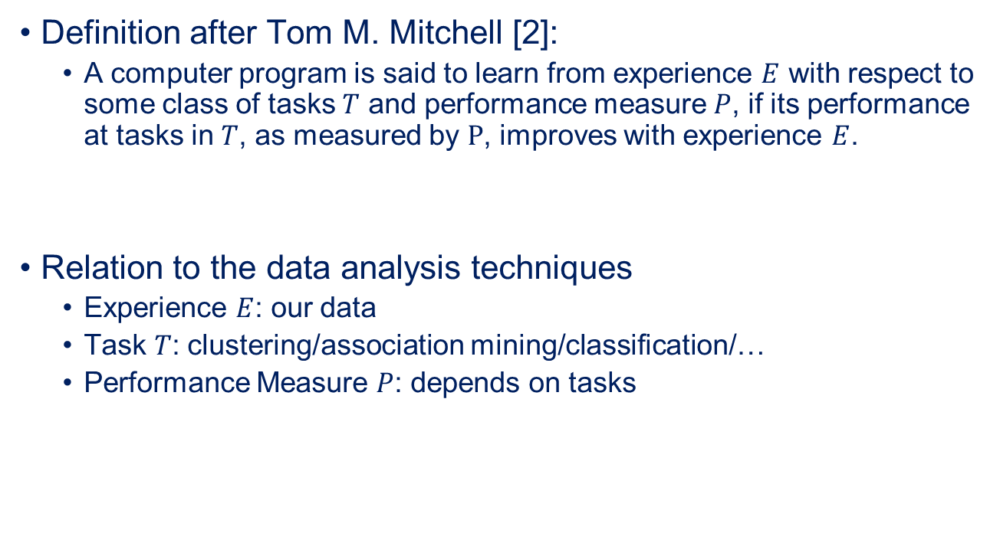 • Definition after Tom M. Mitchell [2]:
• A computer program is said to learn from experience E with respect to
some class of tasks T and performance measure P, if its performance
at tasks in T, as measured by P, improves with experience E.
• Relation to the data analysis techniques
• Experience E: our data
• Task T: clustering/association mining/classification/…
• Performance Measure P: depends on tasks